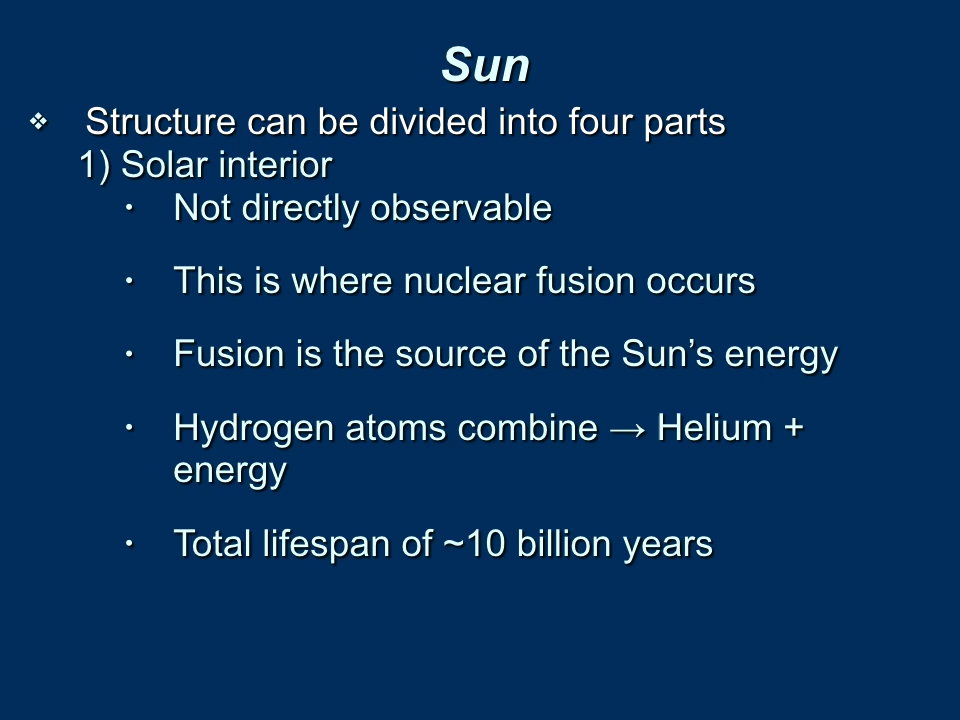 Sun
❖ Structure can be divided into four parts
1) Solar interior
· Not directly observable
· This is where nuclear fusion occurs
· Fusion is the source of the Sun’s energy
· Hydrogen atoms combine → Helium +
energy
· Total lifespan of ~10 billion years